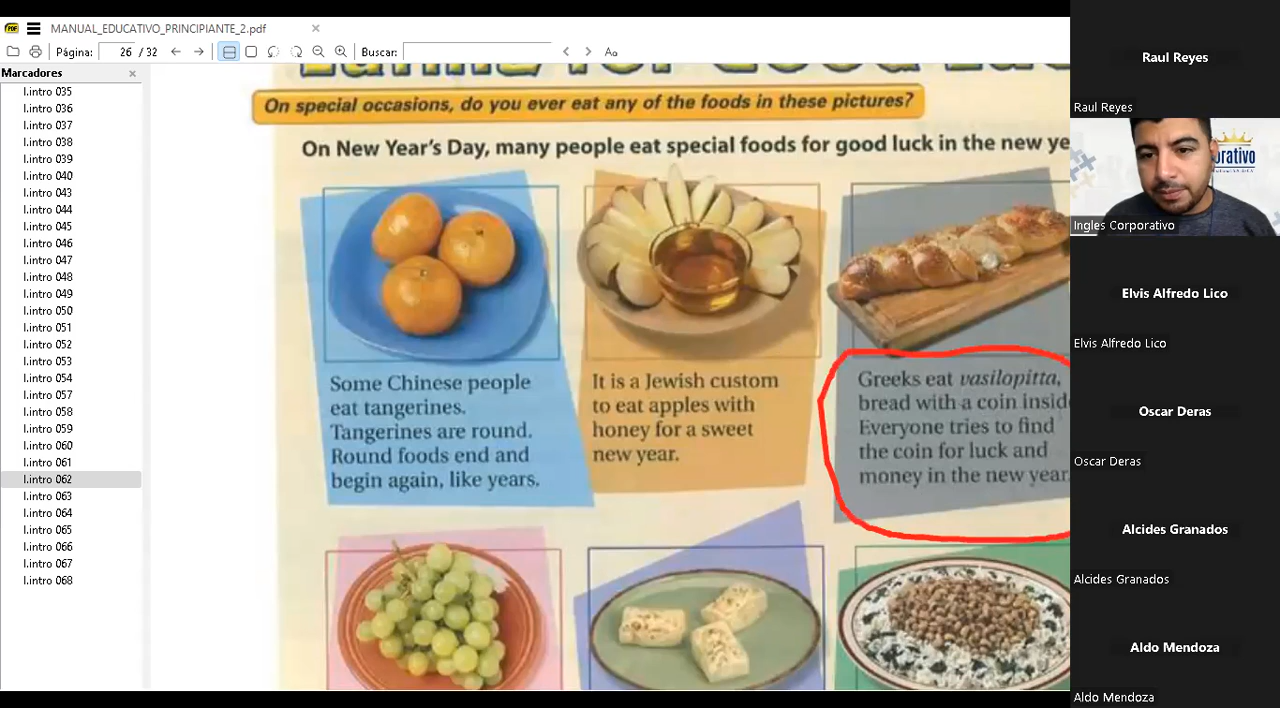 MANUAL_EDUCATIVO_PRINCIPIANTE_2.pdf
Página: 26 / 32
Buscar:
Marcadores
I.intro 035
I.intro 036
I.intro 037
I.intro 038
I.intro 039
I.intro 040
I.intro 043
I.intro 044
I.intro 045
I.intro 046
I.intro 047
I.intro 048
I.intro 049
I.intro 050
I.intro 051
I.intro 052
I.intro 053
I.intro 054
I.intro 057
I.intro 058
I.intro 059
I.intro 060
I.intro 061
I.intro 062
I.intro 063
I.intro 064
I.intro 065
I.intro 066
I.intro 067
I.intro 068
On special occasions, do you ever eat any of the foods in these pictures?
On New Year's Day, many people eat special foods for good luck in the new ye
Some Chinese people
eat tangerines.
Tangerines are round.
Round foods end and
begin again, like years.
It is a Jewish custom
to eat apples with
honey for a sweet
new year.
Greeks eat vasilopitta,
bread with a coin insid
Everyone tries to find
the coin for luck and
money in the new year.
Raul Reyes
Raul Reyes
orativo
Ingles Corporativo
Elvis Alfredo Lico
Elvis Alfredo Lico
Oscar Deras
Oscar Deras
Alcides Granados
Alcides Granados
Aldo Mendoza
Aldo Mendoza